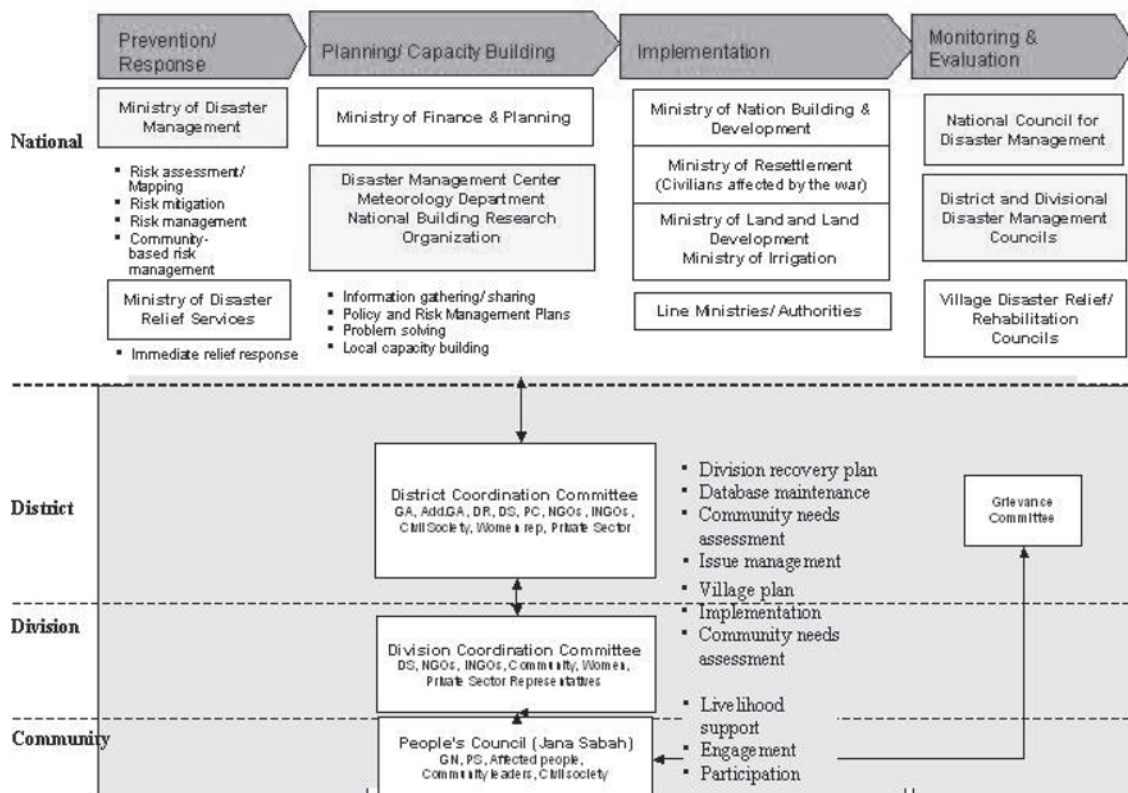 Prevention/
Response
Planning/ Capacity Building
Implementation
Monitoring &
Evaluation
National
Ministry of Disaster
Management
▪ Risk assessment/
Mapping
▪ Risk mitigation
▪ Risk management
▪ Community-
based risk
management
Ministry of Disaster
Relief Services
▪ Immediate relief response
Ministry of Finance & Planning
Disaster Management Center
Meteorology Department
National Building Research
Organization
▪ Information gathering/ sharing
▪ Policy and Risk Management Plans
▪ Problem solving
▪ Local capacity building
Ministry of Nation Building &
Development
Ministry of Resettlement
(Civilians affected by the war)
Ministry of Land and Land
Development
Ministry of Irrigation
Line Ministries/ Authorities
National Council for
Disaster Management
District and Divisional
Disaster Management
Councils
Village Disaster Relief/
Rehabilitation
Councils
District
District Coordination Committee
GA, Add.GA, DR, DS, PC, NGOs, INGOs,
Civil Society, Women rep, Private Sector
▪ Division recovery plan
▪ Database maintenance
▪ Community needs
assessment
▪ Issue management
Grievance
Committee
Division
Division Coordination Committee
DS, NGOs, INGOs, Community, Women,
Private Sector Representatives
▪ Village plan
▪ Implementation
▪ Community needs
assessment
Community
People's Council (Jana Sabah)
GN, PS, Affected people,
Community leaders, Civil society
▪ Livelihood
support
▪ Engagement
▪ Participation